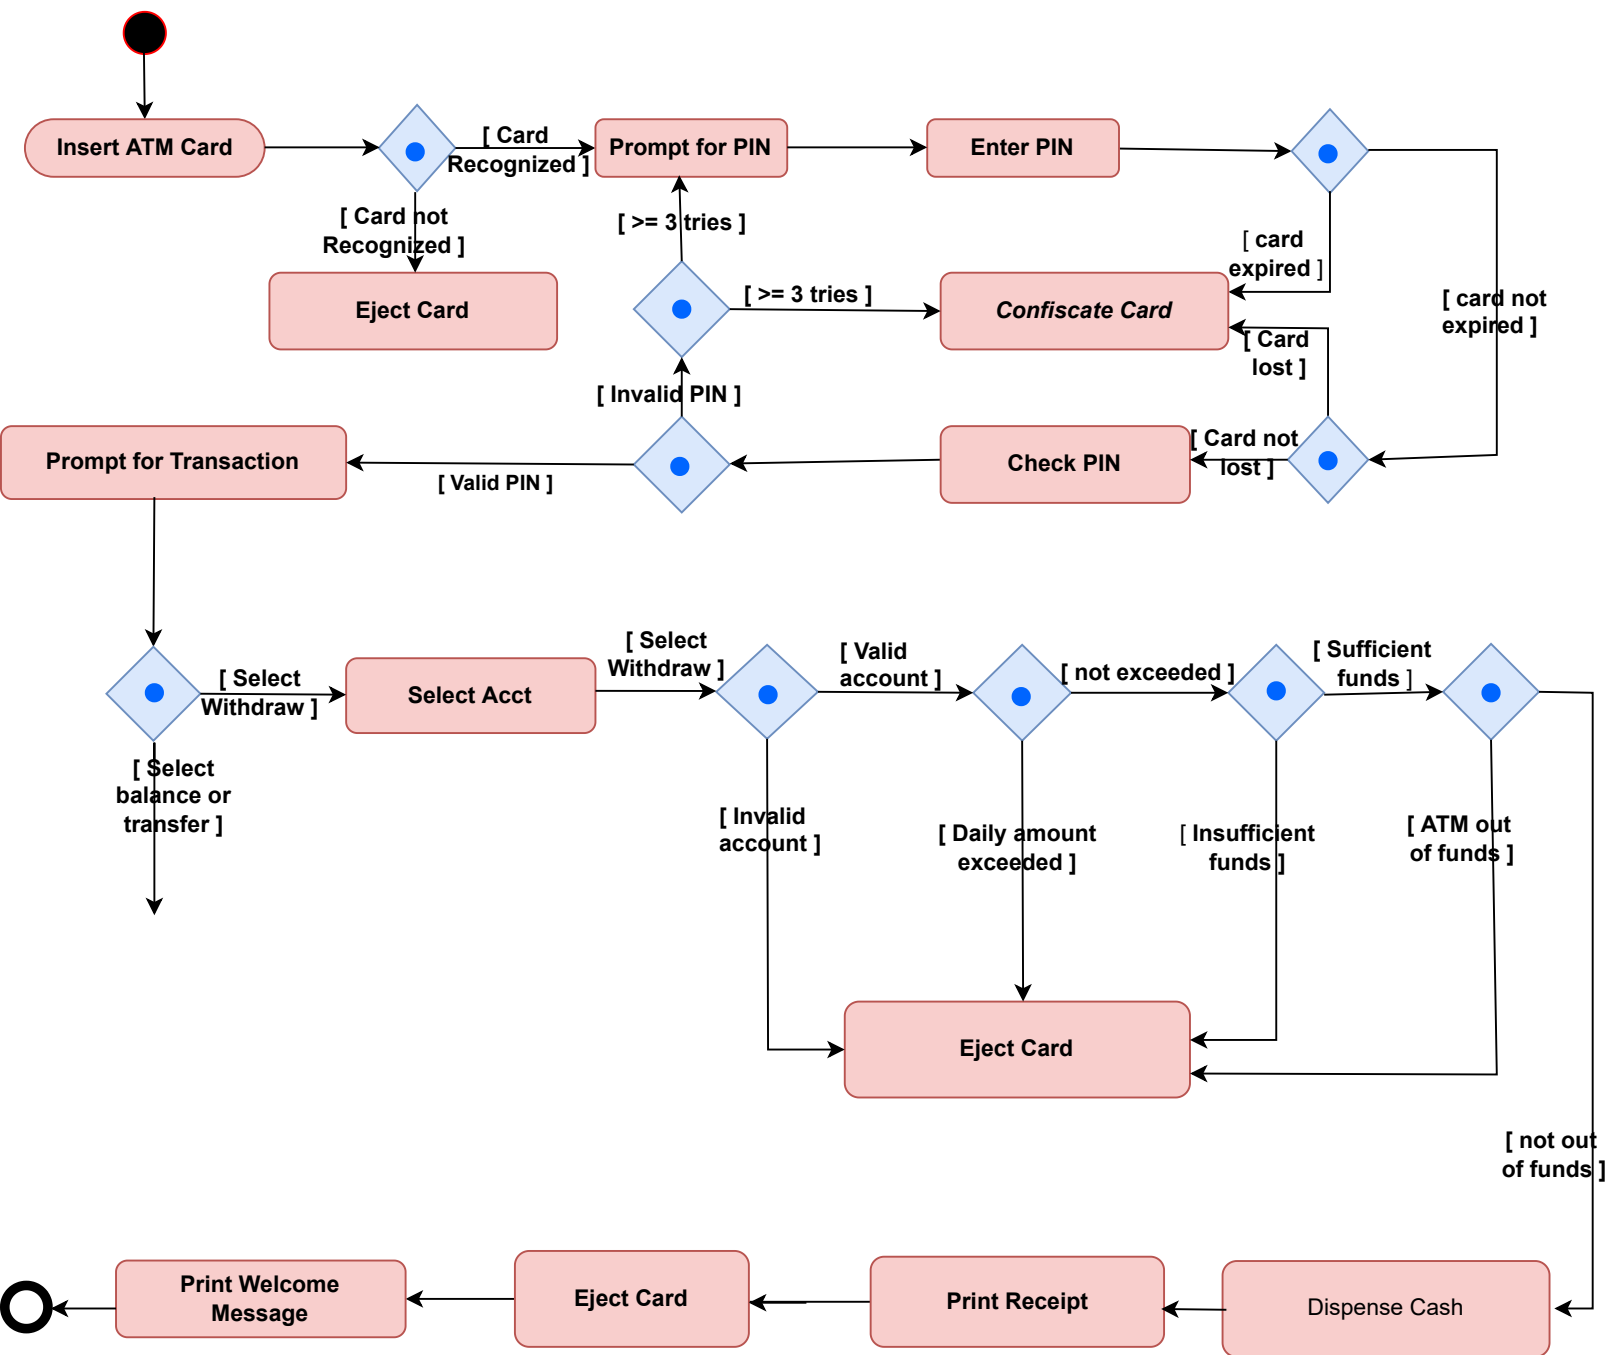 Insert ATM Card
[ Card
Recognized ]
Prompt for PIN
Enter PIN
[ Card not
Recognized ]
[ >= 3 tries ]
[ card
expired ]
Eject Card
[ >= 3 tries ]
Confiscate Card
[ card not
expired ]
[ Card
lost ]
[ Invalid PIN ]
Prompt for Transaction
[ Valid PIN ]
Check PIN
[ Card not
lost ]
[ Select
Withdraw ]
Select Acct
[ Select
Withdraw ]
[ Valid
account ]
[ not exceeded ]
[ Sufficient
funds ]
[ Select
balance or
transfer ]
[ Invalid
account ]
[ Daily amount
exceeded ]
[ Insufficient
funds ]
[ ATM out
of funds ]
Eject Card
[ not out
of funds ]
Print Welcome
Message
Eject Card
Print Receipt
Dispense Cash